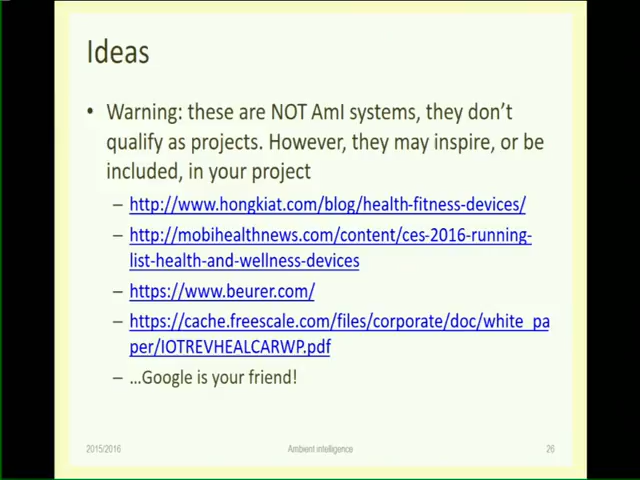 Ideas
• Warning: these are NOT AmI systems, they don't
qualify as projects. However, they may inspire, or be
included, in your project
– http://www.hongkiat.com/blog/health-fitness-devices/
– http://mobihealthnews.com/content/ces-2016-running-
list-health-and-wellness-devices
– https://www.beurer.com/
– https://cache.freescale.com/files/corporate/doc/white_pa
per/IOTREVHEALCARWP.pdf
– …Google is your friend!
2015/2016 Ambient intelligence 26